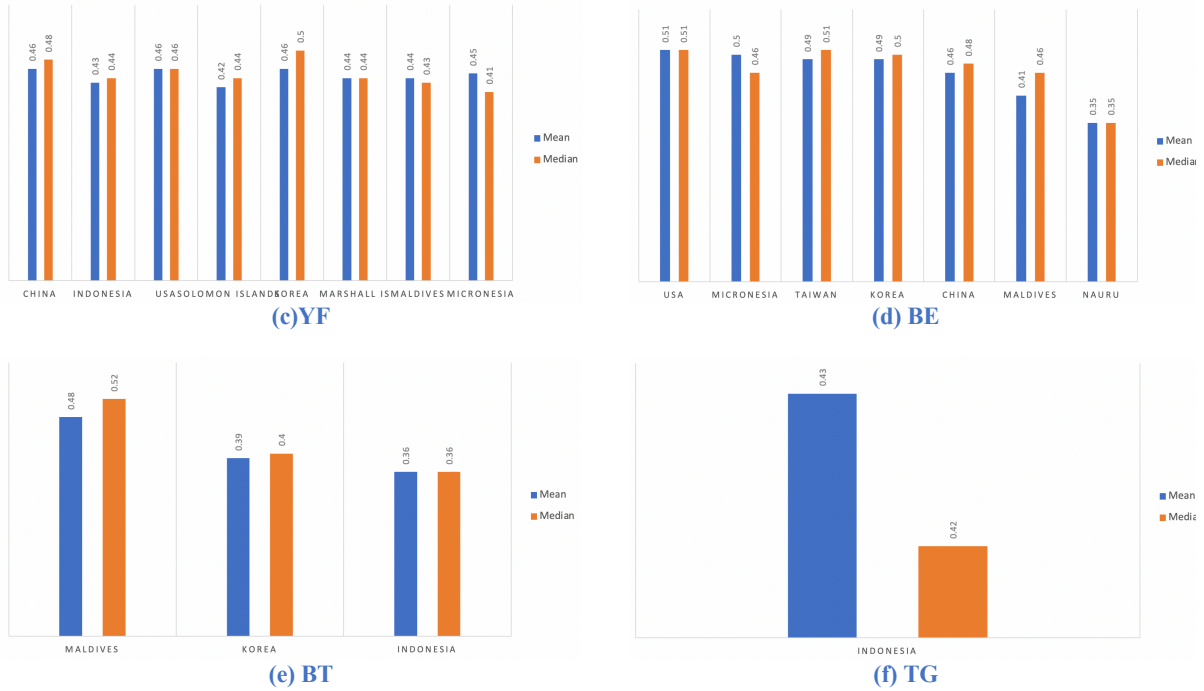 0.46
0.48
0.43
0.44
0.46
0.46
0.42
0.44
0.46
0.5
0.44
0.44
0.44
0.43
0.45
0.41
Mean
Median
CHINA INDONESIA USA SOLOMON ISLANDS KOREA MARSHALL IS MALDIVES MICRONESIA
(c)YF
0.51
0.51
0.5
0.46
0.49
0.51
0.49
0.5
0.46
0.48
0.41
0.46
0.35
0.35
Mean
Median
USA MICRONESIA TAIWAN KOREA CHINA MALDIVES NAURU
(d) BE
0.48
0.52
0.39
0.4
0.36
0.36
Mean
Median
MALDIVES KOREA INDONESIA
(e) BT
0.43
0.42
Mean
Media
INDONESIA
(f) TG